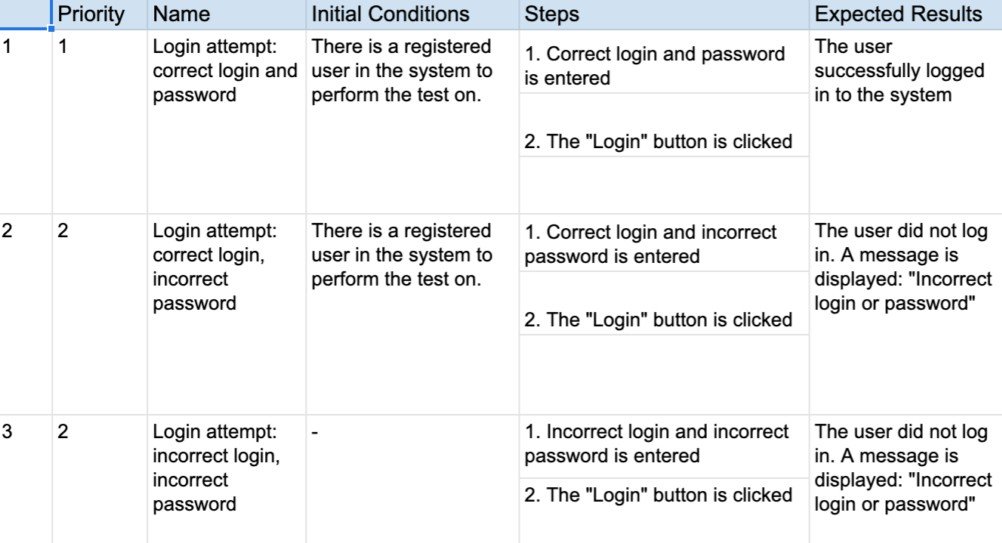 Priority Name Initial Conditions Steps Expected Results
1 1
Login attempt:
correct login and
password
There is a registered
user in the system to
perform the test on.
1. Correct login and password
is entered
2. The "Login" button is clicked
The user
successfully logged
in to the system
2 2
Login attempt:
correct login,
incorrect
password
There is a registered
user in the system to
perform the test on.
1. Correct login and incorrect
password is entered
2. The "Login" button is clicked
The user did not log
in. A message is
displayed: "Incorrect
login or password"
3 2
Login attempt:
incorrect login,
incorrect
password
-
1. Incorrect login and incorrect
password is entered
2. The "Login" button is clicked
The user did not log
in. A message is
displayed: "Incorrect
login or password"